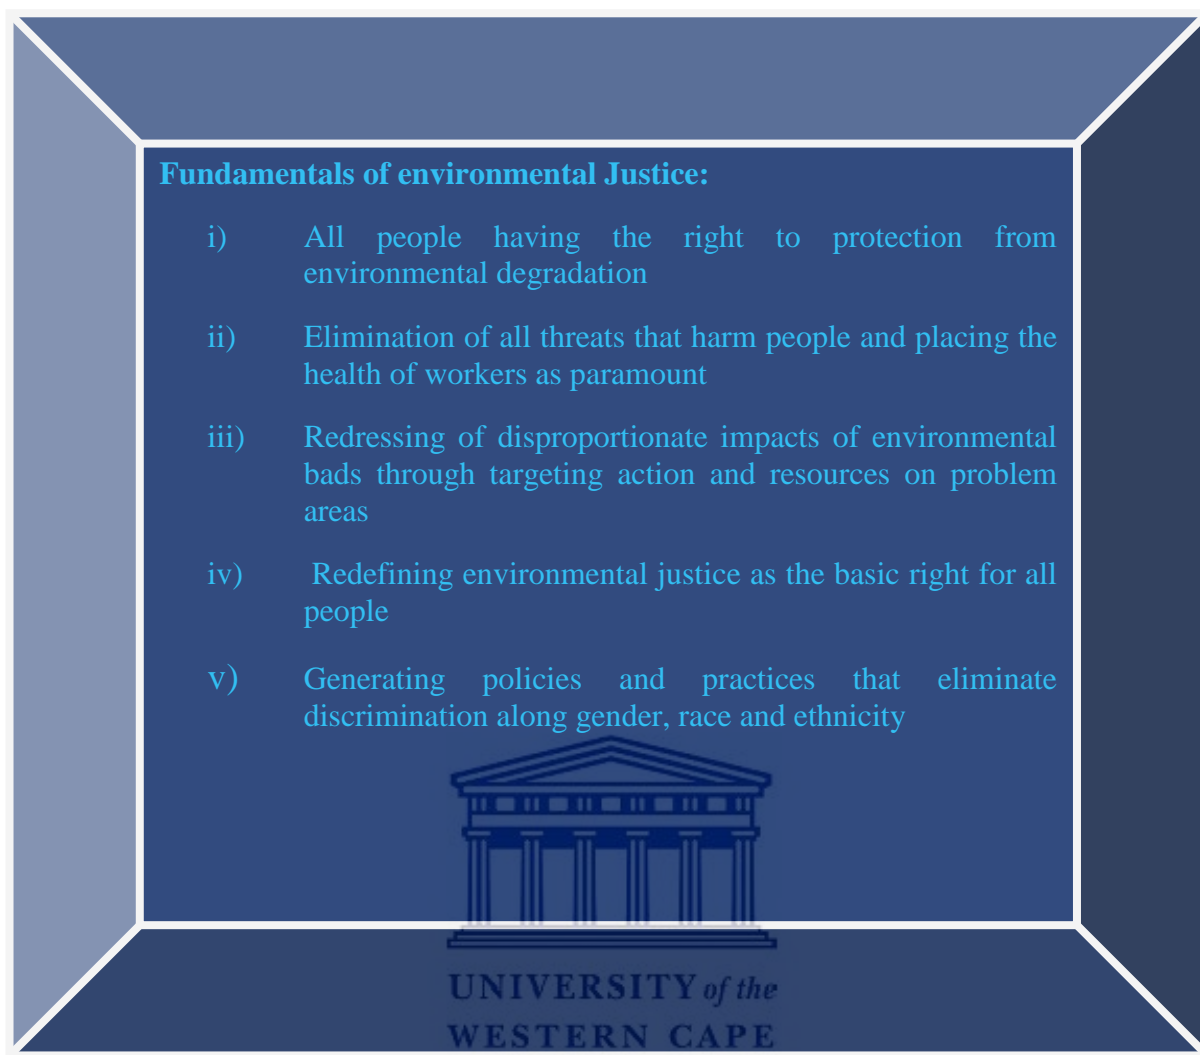 Fundamentals of environmental Justice:
i) All people having the right to protection from
environmental degradation
ii) Elimination of all threats that harm people and placing the
health of workers as paramount
iii) Redressing of disproportionate impacts of environmental
bads through targeting action and resources on problem
areas
iv) Redefining environmental justice as the basic right for all
people
v) Generating policies and practices that eliminate
discrimination along gender, race and ethnicity
UNIVERSITY of the
WESTERN CAPE